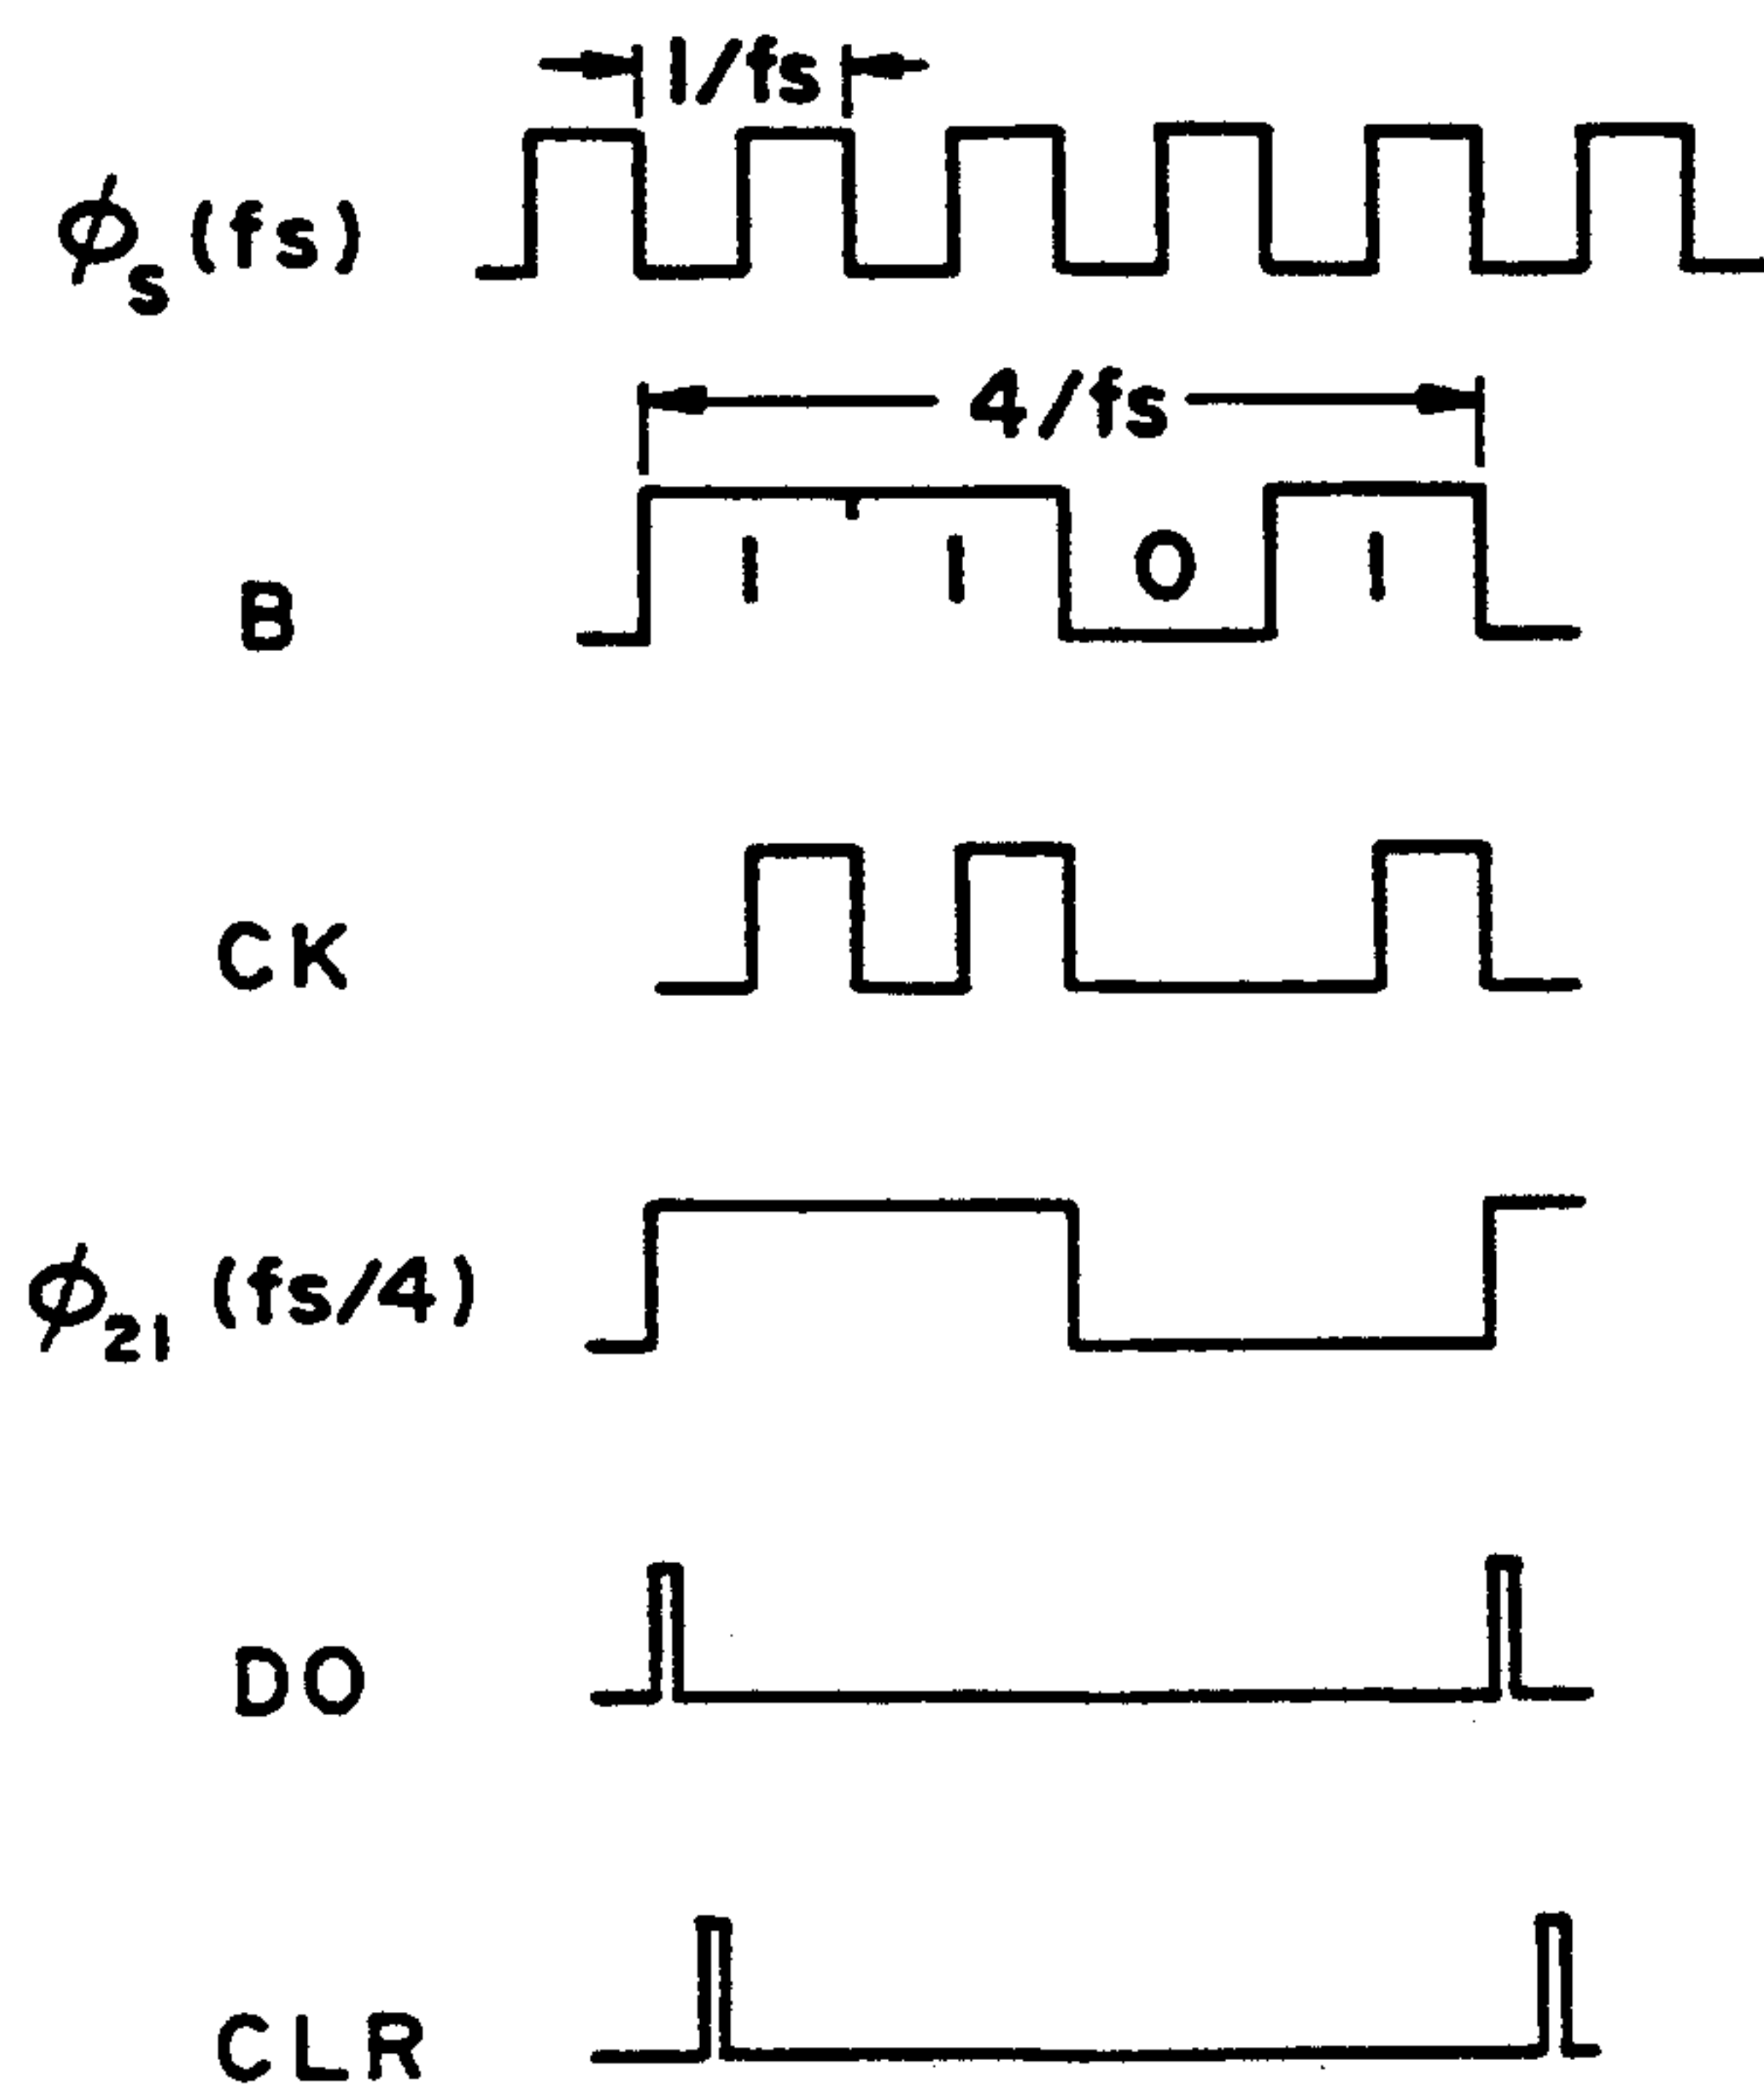 1/fs
ϕs (fs)
4/fs
1 1 0 1
B
CK
ϕ21 (fs/4)
DO
CLR